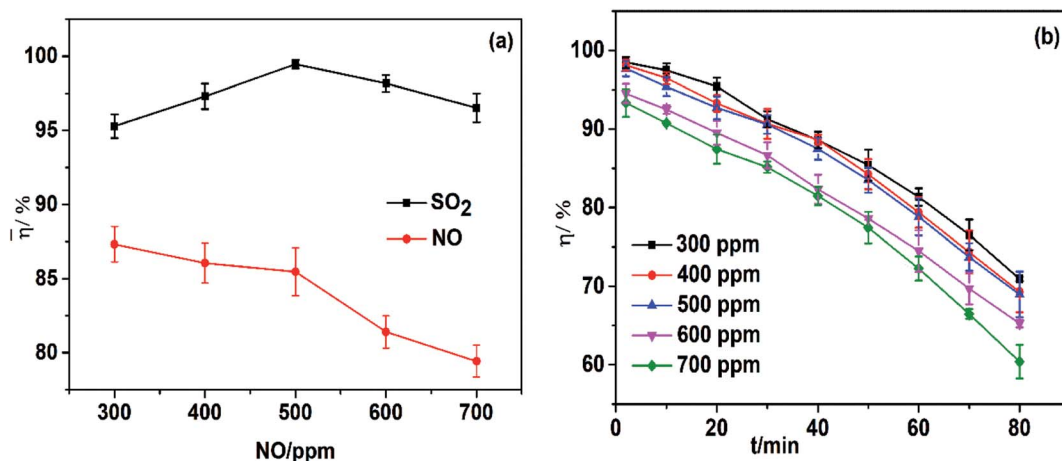 (a)
100
95
90
85
80
η̅/ %
SO₂
NO
300 400 500 600 700
NO/ppm
(b)
100
90
80
70
60
η/ %
300 ppm
400 ppm
500 ppm
600 ppm
700 ppm
0 20 40 60 80
t/min